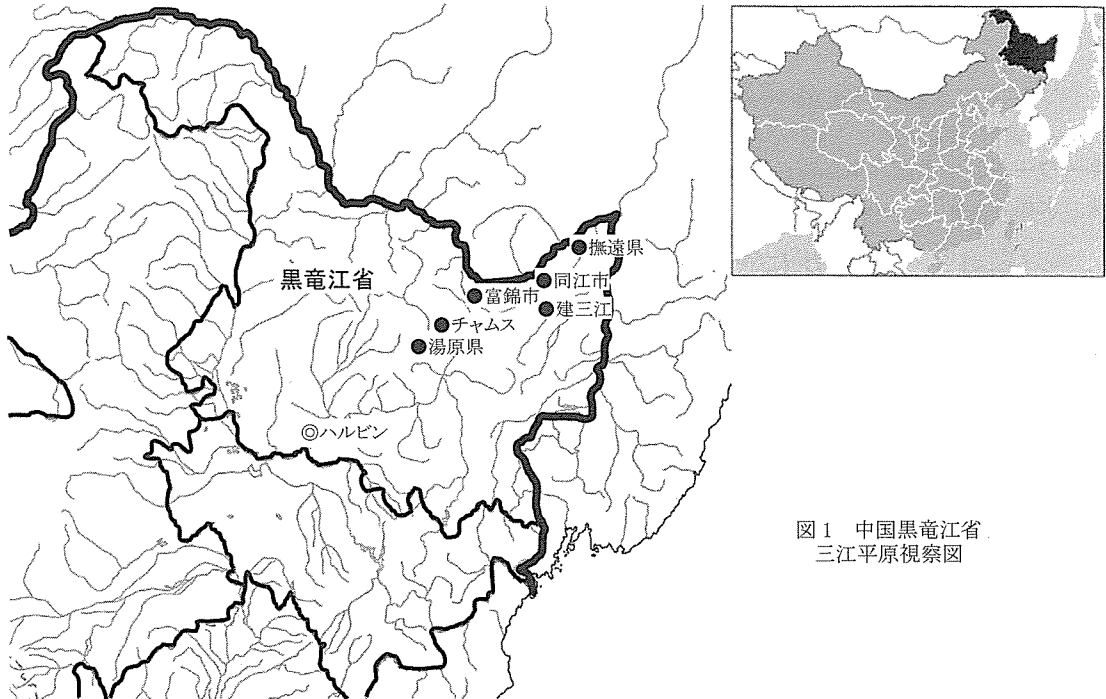 撫遠県
黒竜江省
同江市
富錦市
建三江
チャムス
湯原県
ハルビン
図1 中国黒竜江省
三江平原視察図